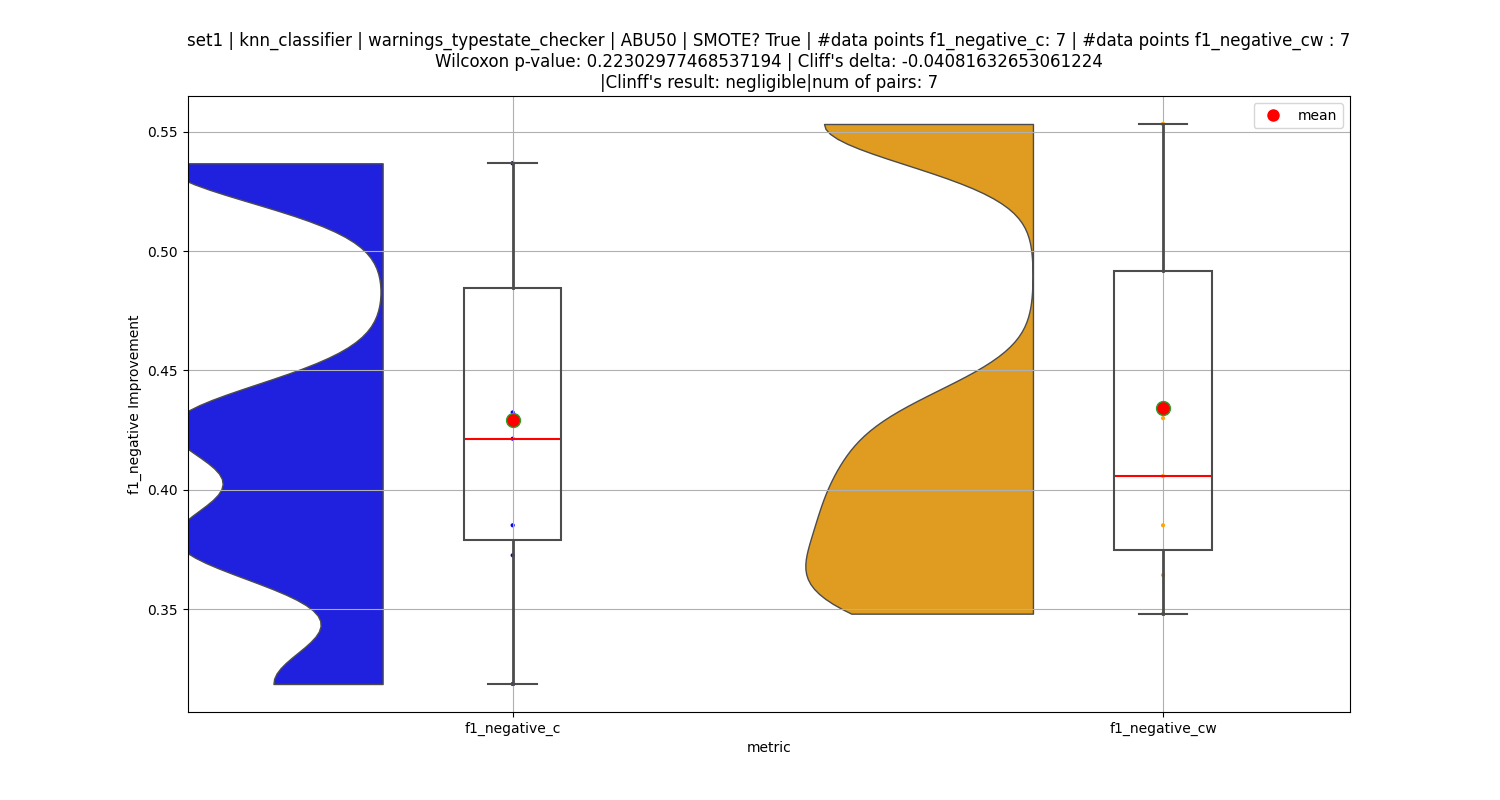 set1 | knn_classifier | warnings_typestate_checker | ABU50 | SMOTE? True | #data points f1_negative_c: 7 | #data points f1_negative_cw : 7
Wilcoxon p-value: 0.22302977468537194 | Cliff's delta: -0.04081632653061224
|Clinff's result: negligible|num of pairs: 7
mean
0.55
0.50
0.45
0.40
0.35
f1_negative Improvement
f1_negative_c
f1_negative_cw
metric